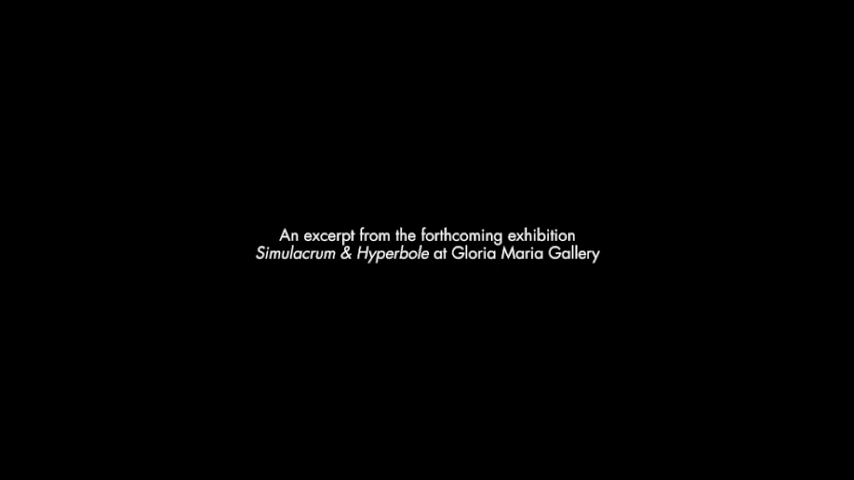 An excerpt from the forthcoming exhibition
Simulacrum & Hyperbole at Gloria Maria Gallery